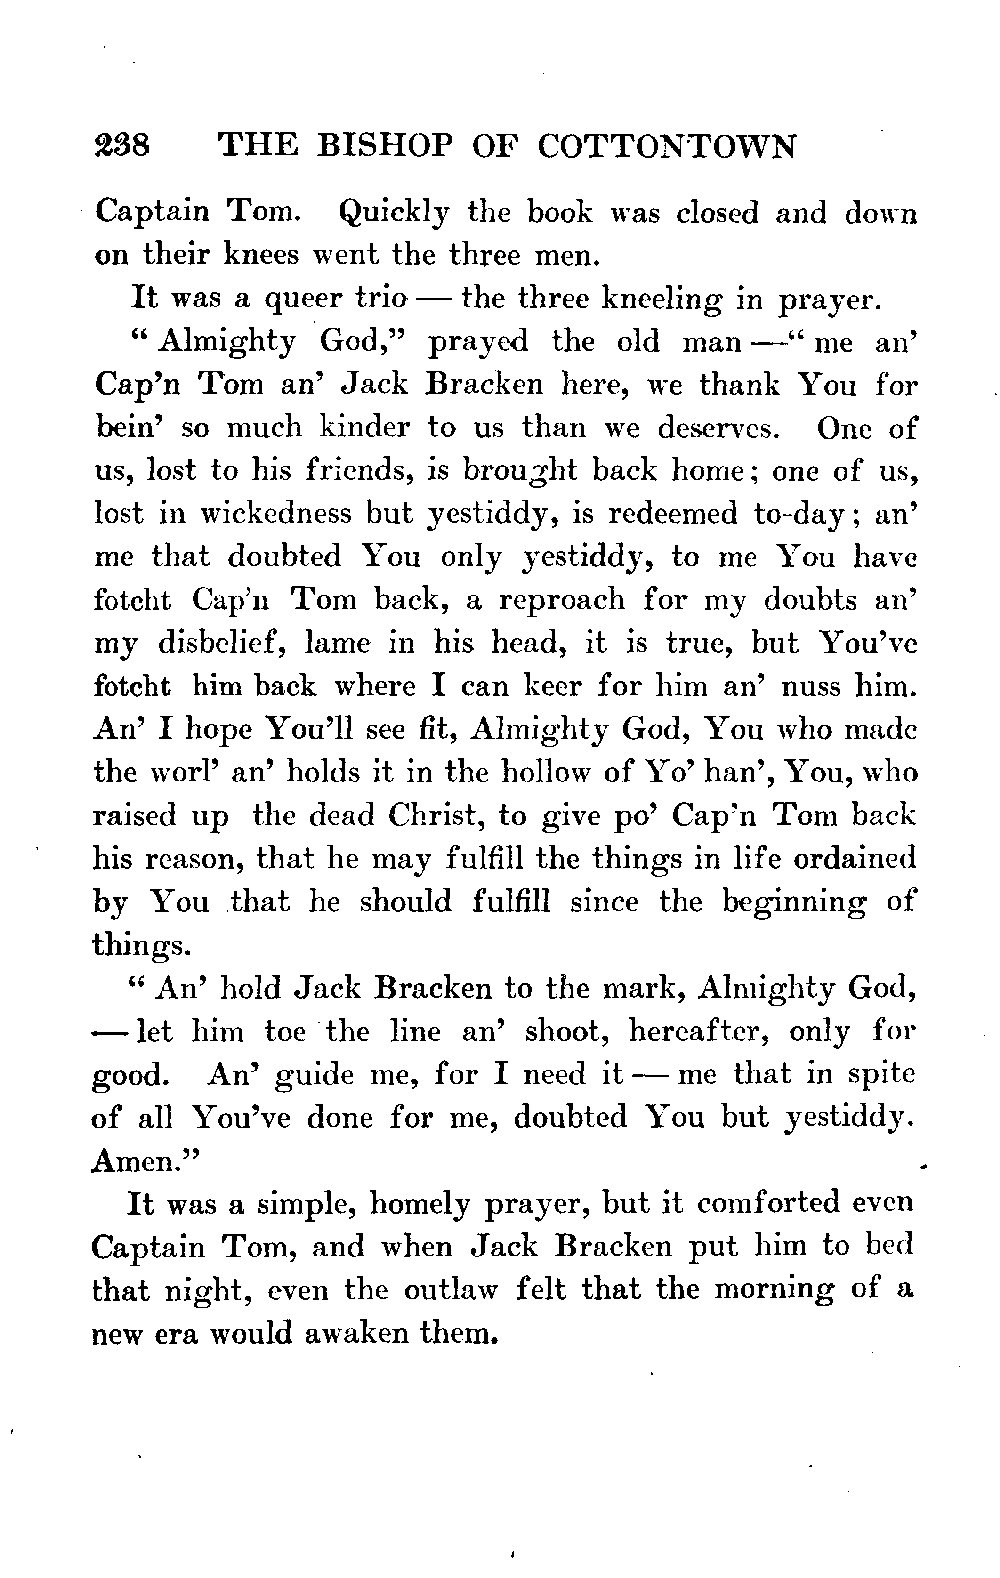 238 THE BISHOP OF COTTONTOWN
Captain Tom. Quickly the book was closed and down
on their knees went the three men.
It was a queer trio — the three kneeling in prayer.
“ Almighty God,” prayed the old man —“ me an’
Cap’n Tom an’ Jack Bracken here, we thank You for
bein’ so much kinder to us than we deserves. One of
us, lost to his friends, is brought back home; one of us,
lost in wickedness but yestiddy, is redeemed to-day; an’
me that doubted You only yestiddy, to me You have
fotcht Cap’n Tom back, a reproach for my doubts an’
my disbelief, lame in his head, it is true, but You’ve
fotcht him back where I can keer for him an’ nuss him.
An’ I hope You’ll see fit, Almighty God, You who made
the worl’ an’ holds it in the hollow of Yo’ han’, You, who
raised up the dead Christ, to give po’ Cap’n Tom back
his reason, that he may fulfill the things in life ordained
by You that he should fulfill since the beginning of
things.
“ An’ hold Jack Bracken to the mark, Almighty God,
— let him toe the line an’ shoot, hereafter, only for
good. An’ guide me, for I need it — me that in spite
of all You’ve done for me, doubted You but yestiddy.
Amen.”
It was a simple, homely prayer, but it comforted even
Captain Tom, and when Jack Bracken put him to bed
that night, even the outlaw felt that the morning of a
new era would awaken them.